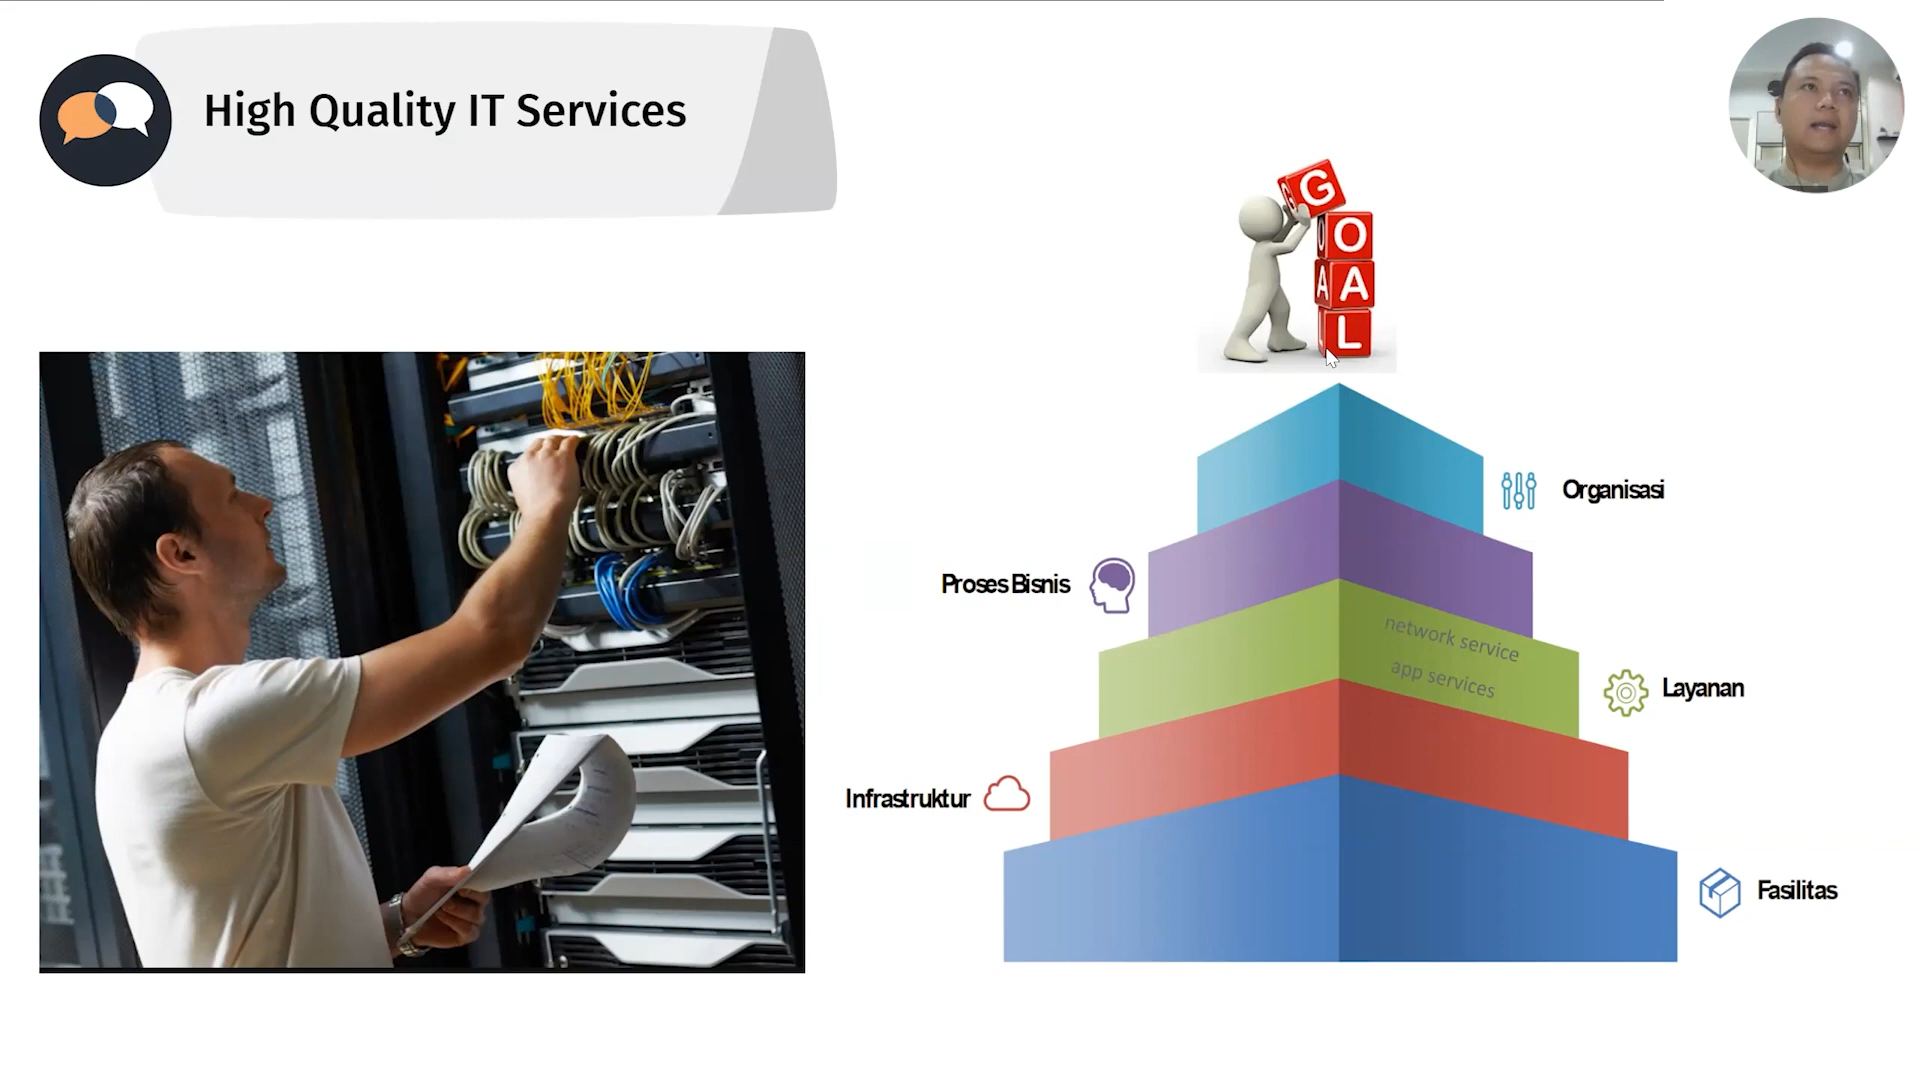 High Quality IT Services
G
O
A
L
Organisasi
Proses Bisnis
network service
app services
Layanan
Infrastruktur
Fasilitas